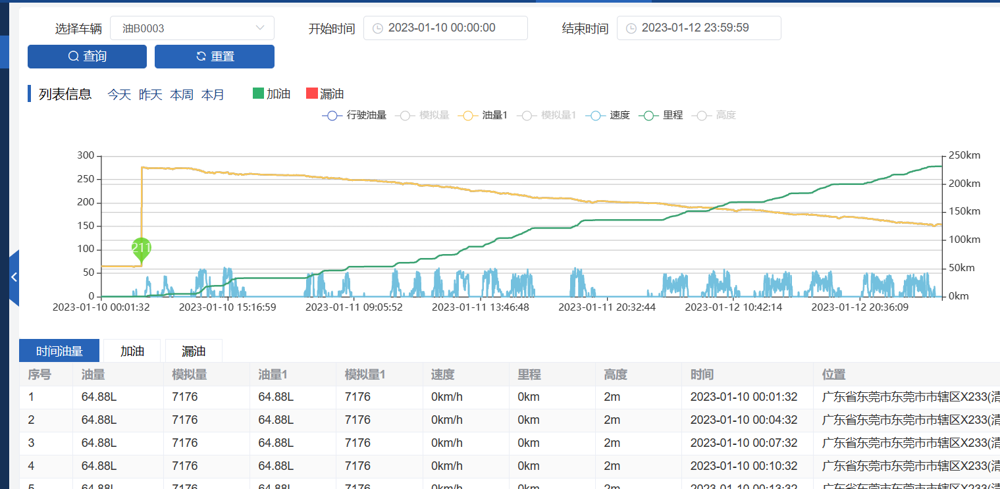 选择车辆 油B0003 开始时间 2023-01-10 00:00:00 结束时间 2023-01-12 23:59:59
查询 重置
列表信息 今天 昨天 本周 本月 加油 漏油
行驶油量 模拟量 油量1 模拟量1 速度 里程 高度
300 250km
250 200km
200 150km
150 100km
100 211
50 50km
0 0km
2023-01-10 00:01:32 2023-01-10 15:16:59 2023-01-11 09:05:52 2023-01-11 13:46:48 2023-01-11 20:32:44 2023-01-12 10:42:14 2023-01-12 20:36:09
时间油量 加油 漏油
序号 油量 模拟量 油量1 模拟量1 速度 里程 高度 时间 位置
1 64.88L 7176 64.88L 7176 0km/h 0km 2m 2023-01-10 00:01:32 广东省东莞市东莞市市辖区X233(清
2 64.88L 7176 64.88L 7176 0km/h 0km 2m 2023-01-10 00:04:32 广东省东莞市东莞市市辖区X233(清
3 64.88L 7176 64.88L 7176 0km/h 0km 2m 2023-01-10 00:07:32 广东省东莞市东莞市市辖区X233(清
4 64.88L 7176 64.88L 7176 0km/h 0km 2m 2023-01-10 00:10:32 广东省东莞市东莞市市辖区X233(清
5 64.88L 7176 64.88L 7176 0km/h 0km 2m 2023-01-10 00:13:32 广东省东莞市东莞市市辖区X233(清